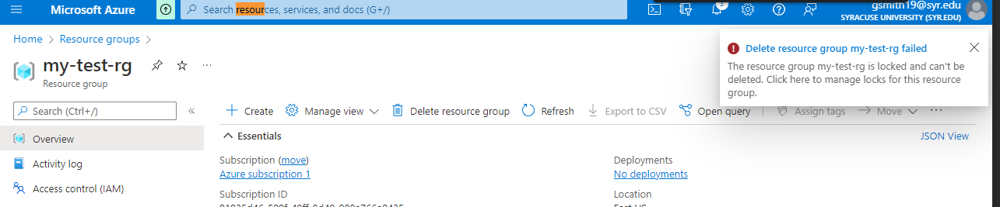 Microsoft Azure
Search resources, services, and docs (G+/)
3
gsmith19@syr.edu
SYRACUSE UNIVERSITY (SYR.EDU)
Home > Resource groups >
my-test-rg
Resource group
Delete resource group my-test-rg failed
The resource group my-test-rg is locked and can't be
deleted. Click here to manage locks for this resource
group.
Search (Ctrl+/)
Create Manage view Delete resource group Refresh Export to CSV Open query Assign tags Move
Overview
Activity log
Access control (IAM)
Essentials
JSON View
Subscription (move)
Azure subscription 1
Subscription ID
Deployments
No deployments
Location
East US